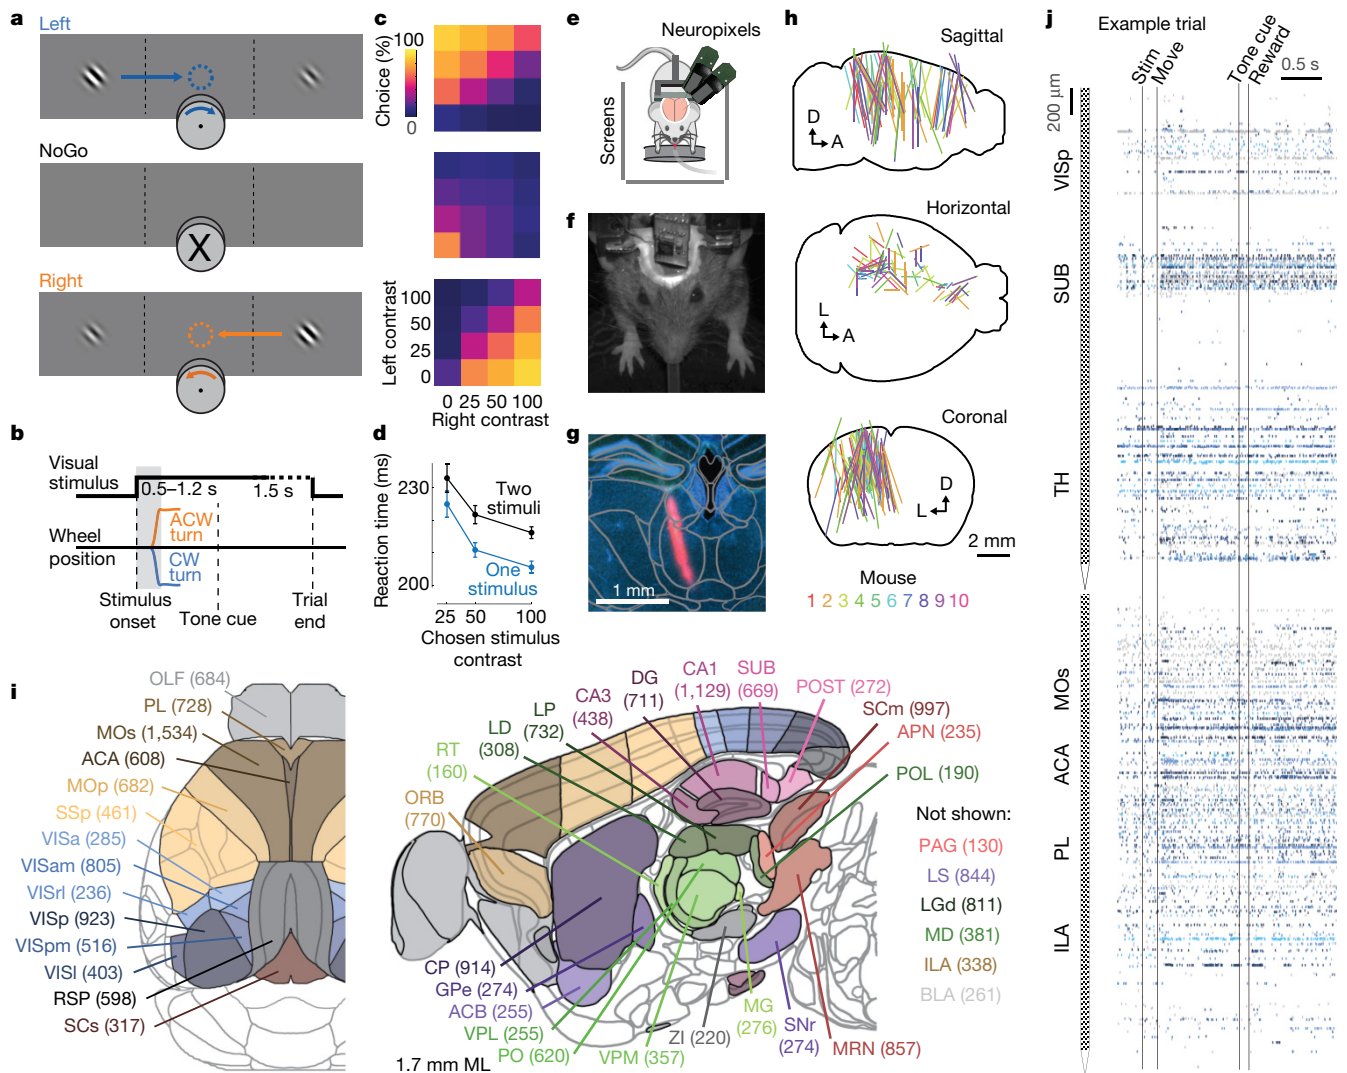 a
Left
NoGo
X
Right
b
Visual
stimulus
0.5–1.2 s
1.5 s
ACW
turn
Wheel
position
CW
turn
Stimulus
onset
Tone cue
Trial
end
c
Choice (%)
100
0
Left contrast
100
50
25
0
0 25 50 100
Right contrast
d
Reaction time (ms)
230
200
Two
stimuli
One
stimulus
25 50 100
Chosen stimulus
contrast
e
Neuropixels
Screens
f
g
1 mm
h
Sagittal
D
A
Horizontal
L
A
Coronal
D
L
2 mm
Mouse
1 2 3 4 5 6 7 8 9 10
i
OLF (684)
PL (728)
MOs (1,534)
ACA (608)
MOp (682)
SSp (461)
VISa (285)
VISam (805)
VISrl (236)
VISp (923)
VISpm (516)
VISl (403)
RSP (598)
SCs (317)
ORB
(770)
RT
(160)
LD
(308)
LP
(732)
CA3
(438)
DG
(711)
CA1
(1,129)
SUB
(669)
POST (272)
SCm (997)
APN (235)
POL (190)
Not shown:
PAG (130)
LS (844)
LGd (811)
MD (381)
ILA (338)
BLA (261)
CP (914)
GPe (274)
ACB (255)
VPL (255)
PO (620)
VPM (357)
ZI (220)
MG
(276)
SNr
(274)
MRN (857)
1.7 mm ML
j
Example trial
Stim
Move
Tone cue
Reward
0.5 s
200 µm
VISp
SUB
TH
MOs
ACA
PL
ILA